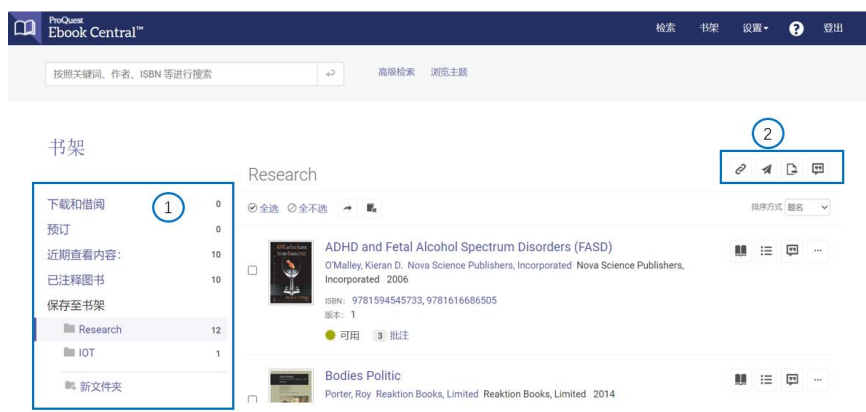 ProQuest
Ebook Central™
检索 书架 设置 ? 登出
按照关键词、作者、ISBN 等进行搜索
高级检索 浏览主题
书架
2
Research
1
下载和借阅 0
预订 0
近期查看内容: 10
已注释图书 10
保存至书架
Research 12
IOT 1
新文件夹
全选 全不选
排序方式 题名
ADHD and Fetal Alcohol Spectrum Disorders (FASD)
O'Malley, Kieran D. Nova Science Publishers, Incorporated Nova Science Publishers,
Incorporated 2006
ISBN: 9781594545733, 9781616686505
版本: 1
可用 3 批注
Bodies Politic
Porter, Roy Reaktion Books, Limited Reaktion Books, Limited 2014